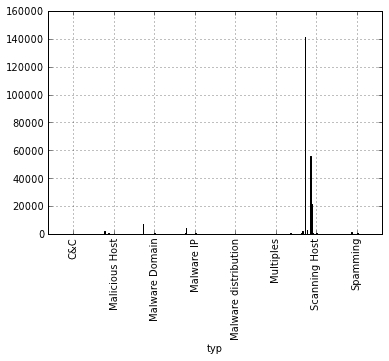 160000
140000
120000
100000
80000
60000
40000
20000
0
C&C
Malicious Host
Malware Domain
Malware IP
Malware distribution
Multiples
Scanning Host
Spamming
typ